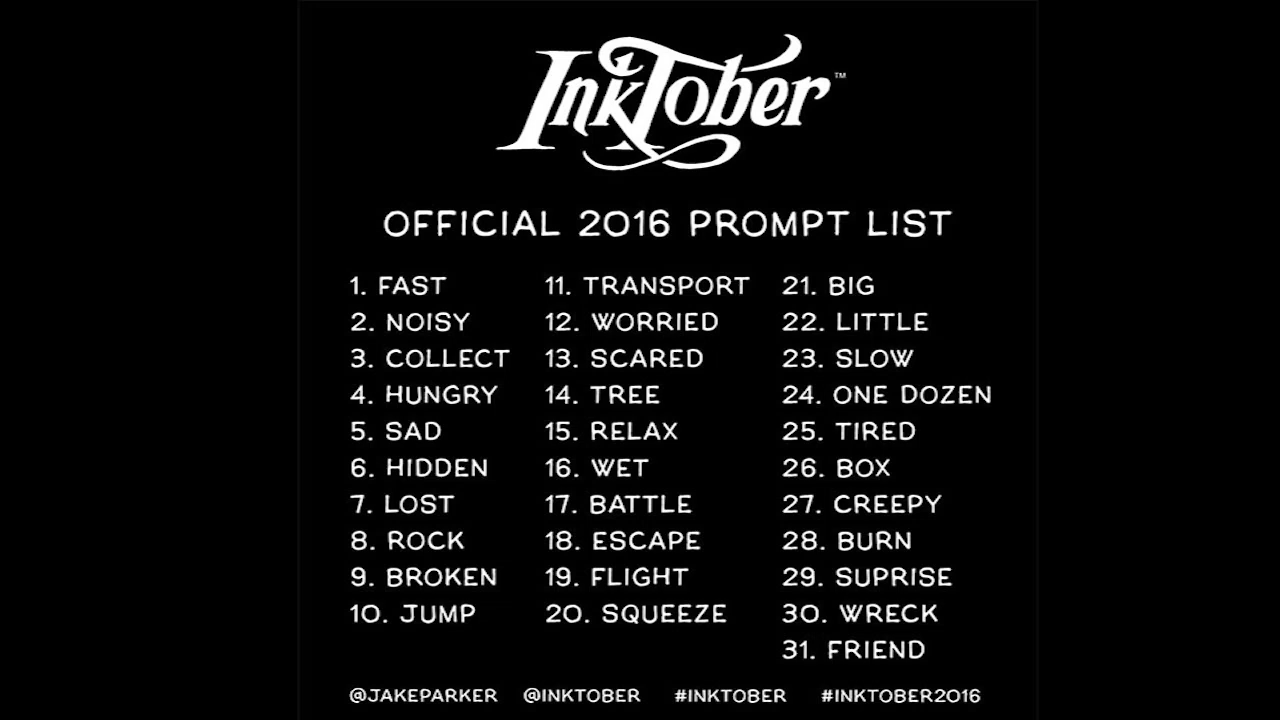 InkTober™
OFFICIAL 2016 PROMPT LIST
1. FAST
2. NOISY
3. COLLECT
4. HUNGRY
5. SAD
6. HIDDEN
7. LOST
8. ROCK
9. BROKEN
10. JUMP
11. TRANSPORT
12. WORRIED
13. SCARED
14. TREE
15. RELAX
16. WET
17. BATTLE
18. ESCAPE
19. FLIGHT
20. SQUEEZE
21. BIG
22. LITTLE
23. SLOW
24. ONE DOZEN
25. TIRED
26. BOX
27. CREEPY
28. BURN
29. SUPRISE
30. WRECK
31. FRIEND
@JAKEPARKER @INKTOBER #INKTOBER #INKTOBER2016